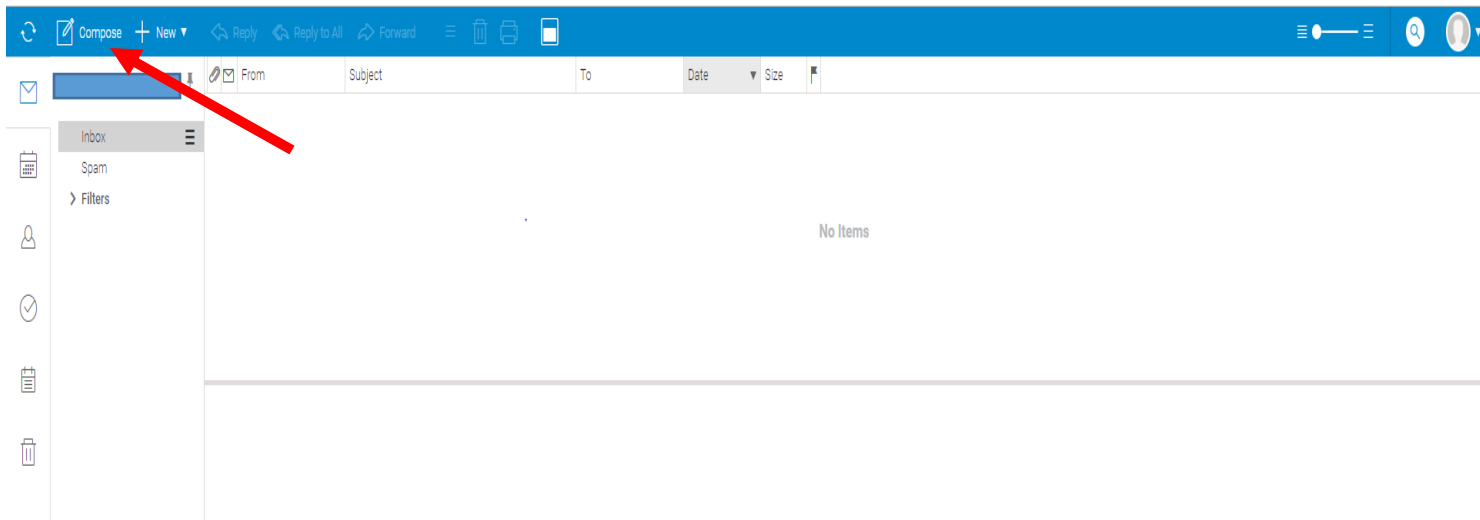 Compose New Reply Reply to All Forward
From Subject To Date Size
Inbox
Spam
Filters
No Items